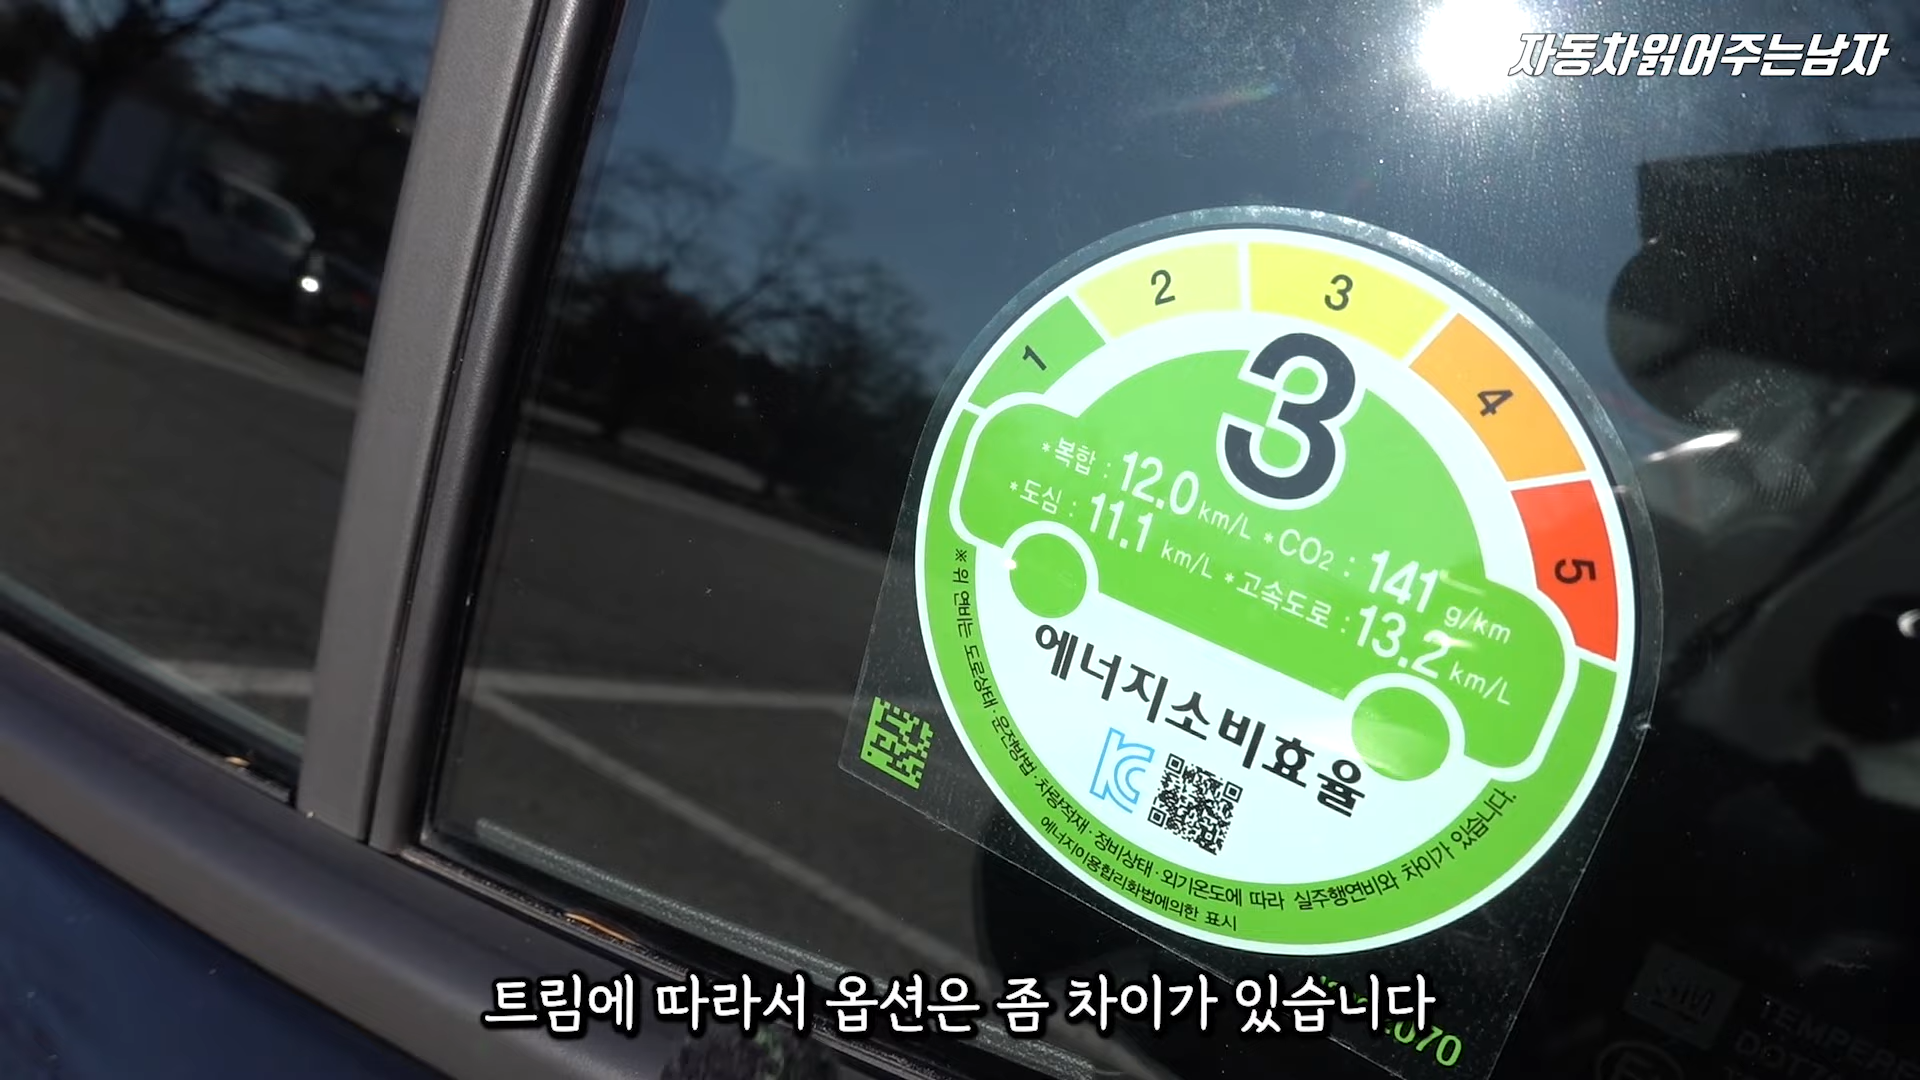 자동차읽어주는남자
1
2
3
4
5
3
*복합 : 12.0 km/L *CO2 : 141 g/km
*도심 : 11.1 km/L *고속도로 : 13.2 km/L
에너지소비효율
※ 위 연비는 도로상태·운전방법·차량적재·정비상태·외기온도에 따라 실주행연비와 차이가 있습니다.
에너지이용합리화법에의한 표시
트림에 따라서 옵션은 좀 차이가 있습니다